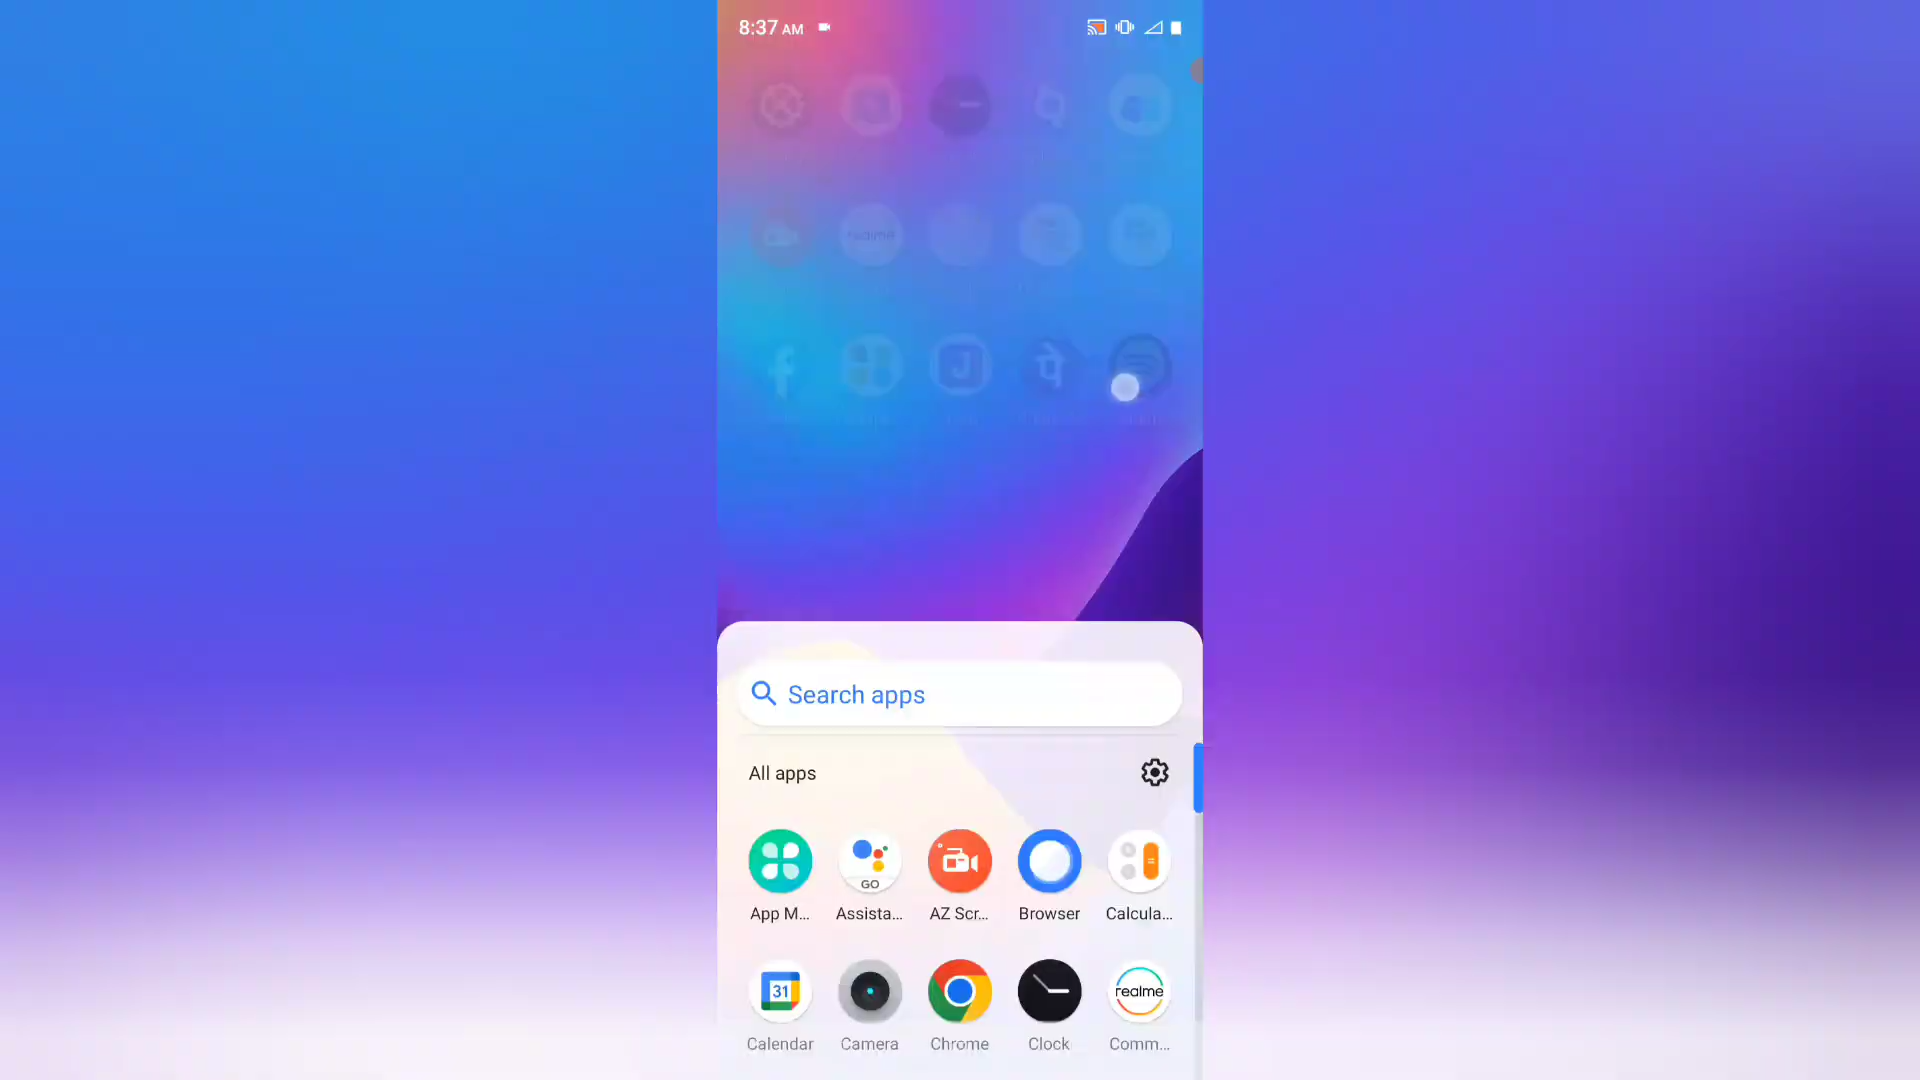 8:37 AM
realme
J
पे
Search apps
All apps
GO
App M... Assista... AZ Scr... Browser Calcula...
31 realme
Calendar Camera Chrome Clock Comm...